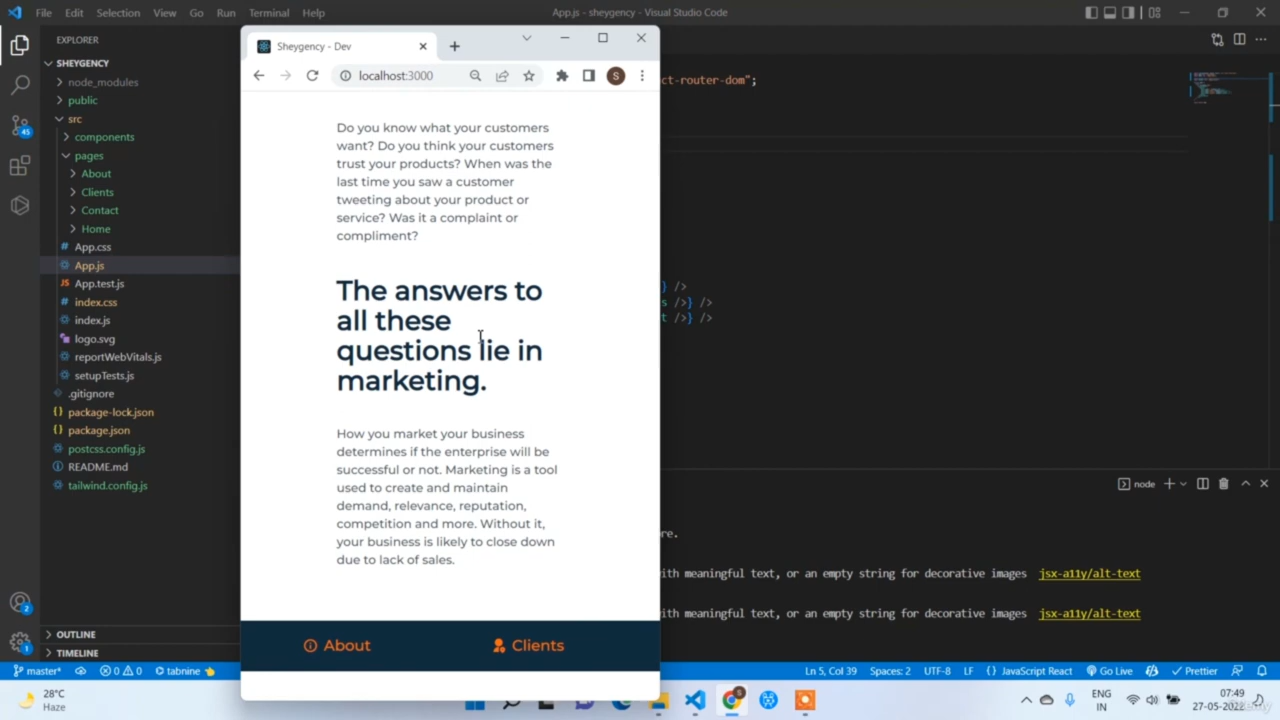 File Edit Selection View Go Run Terminal Help
App.js - sheygency - Visual Studio Code
EXPLORER
SHEYGENCY
node_modules
public
src
components
pages
About
Clients
Contact
Home
App.css
App.js
App.test.js
index.css
index.js
logo.svg
reportWebVitals.js
setupTests.js
.gitignore
package-lock.json
package.json
postcss.config.js
README.md
tailwind.config.js
OUTLINE
TIMELINE
45
2
1
Sheygency - Dev
localhost:3000
S
Do you know what your customers
want? Do you think your customers
trust your products? When was the
last time you saw a customer
tweeting about your product or
service? Was it a complaint or
compliment?
The answers to
all these
questions lie in
marketing.
How you market your business
determines if the enterprise will be
successful or not. Marketing is a tool
used to create and maintain
demand, relevance, reputation,
competition and more. Without it,
your business is likely to close down
due to lack of sales.
About
Clients
ct-router-dom";
} />
s />} />
t />} />
node
re.
ith meaningful text, or an empty string for decorative images jsx-a11y/alt-text
ith meaningful text, or an empty string for decorative images jsx-a11y/alt-text
master* 0 0 tabnine
Ln 5, Col 39 Spaces: 2 UTF-8 LF {} JavaScript React Go Live Prettier
28°C
Haze
ENG
IN
07:49
27-05-2022